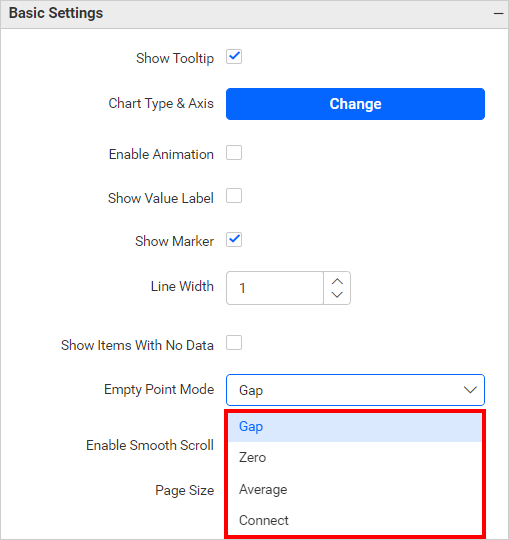 Basic Settings
Show Tooltip
Chart Type & Axis Change
Enable Animation
Show Value Label
Show Marker
Line Width 1
Show Items With No Data
Empty Point Mode Gap
Gap
Enable Smooth Scroll
Zero
Page Size
Average
Connect